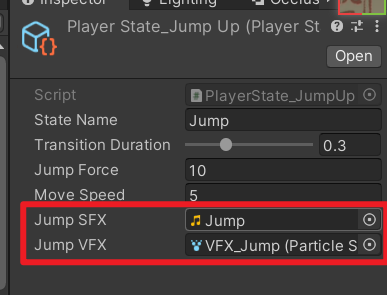 Inspector Lighting Occlus
Player State_Jump Up (Player St
Open
Script PlayerState_JumpUp
State Name Jump
Transition Duration 0.3
Jump Force 10
Move Speed 5
Jump SFX Jump
Jump VFX VFX_Jump (Particle S